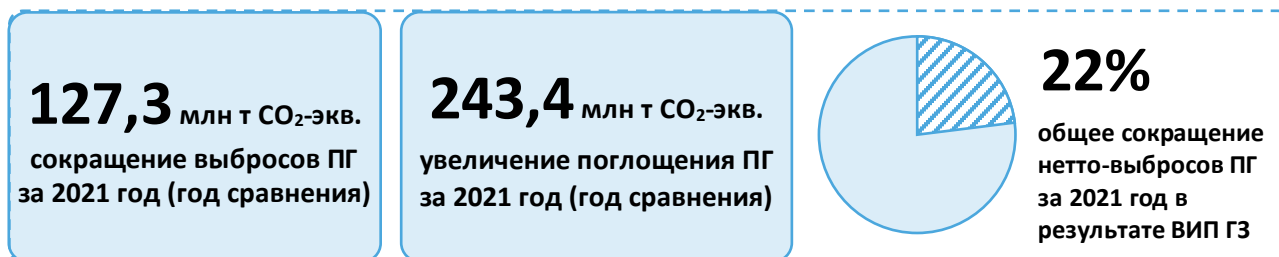 127,3 млн т CO₂-экв.
сокращение выбросов ПГ
за 2021 год (год сравнения)
243,4 млн т CO₂-экв.
увеличение поглощения ПГ
за 2021 год (год сравнения)
22%
общее сокращение
нетто-выбросов ПГ
за 2021 год в
результате ВИП ГЗ